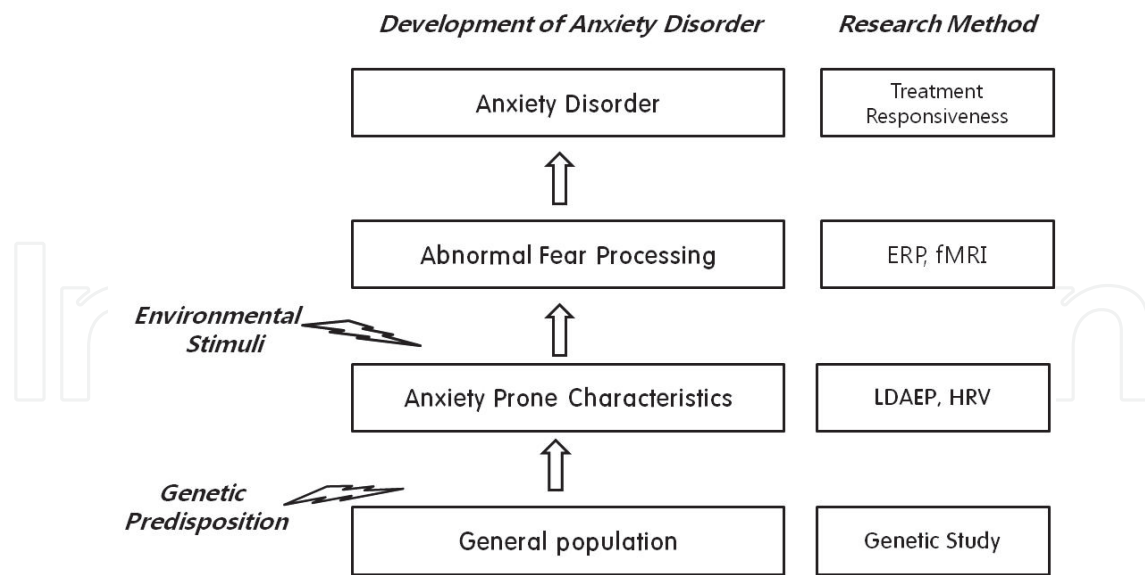 Development of Anxiety Disorder
Research Method
Anxiety Disorder
Treatment
Responsiveness
Abnormal Fear Processing
ERP, fMRI
Environmental
Stimuli
Anxiety Prone Characteristics
LDAEP, HRV
Genetic
Predisposition
General population
Genetic Study